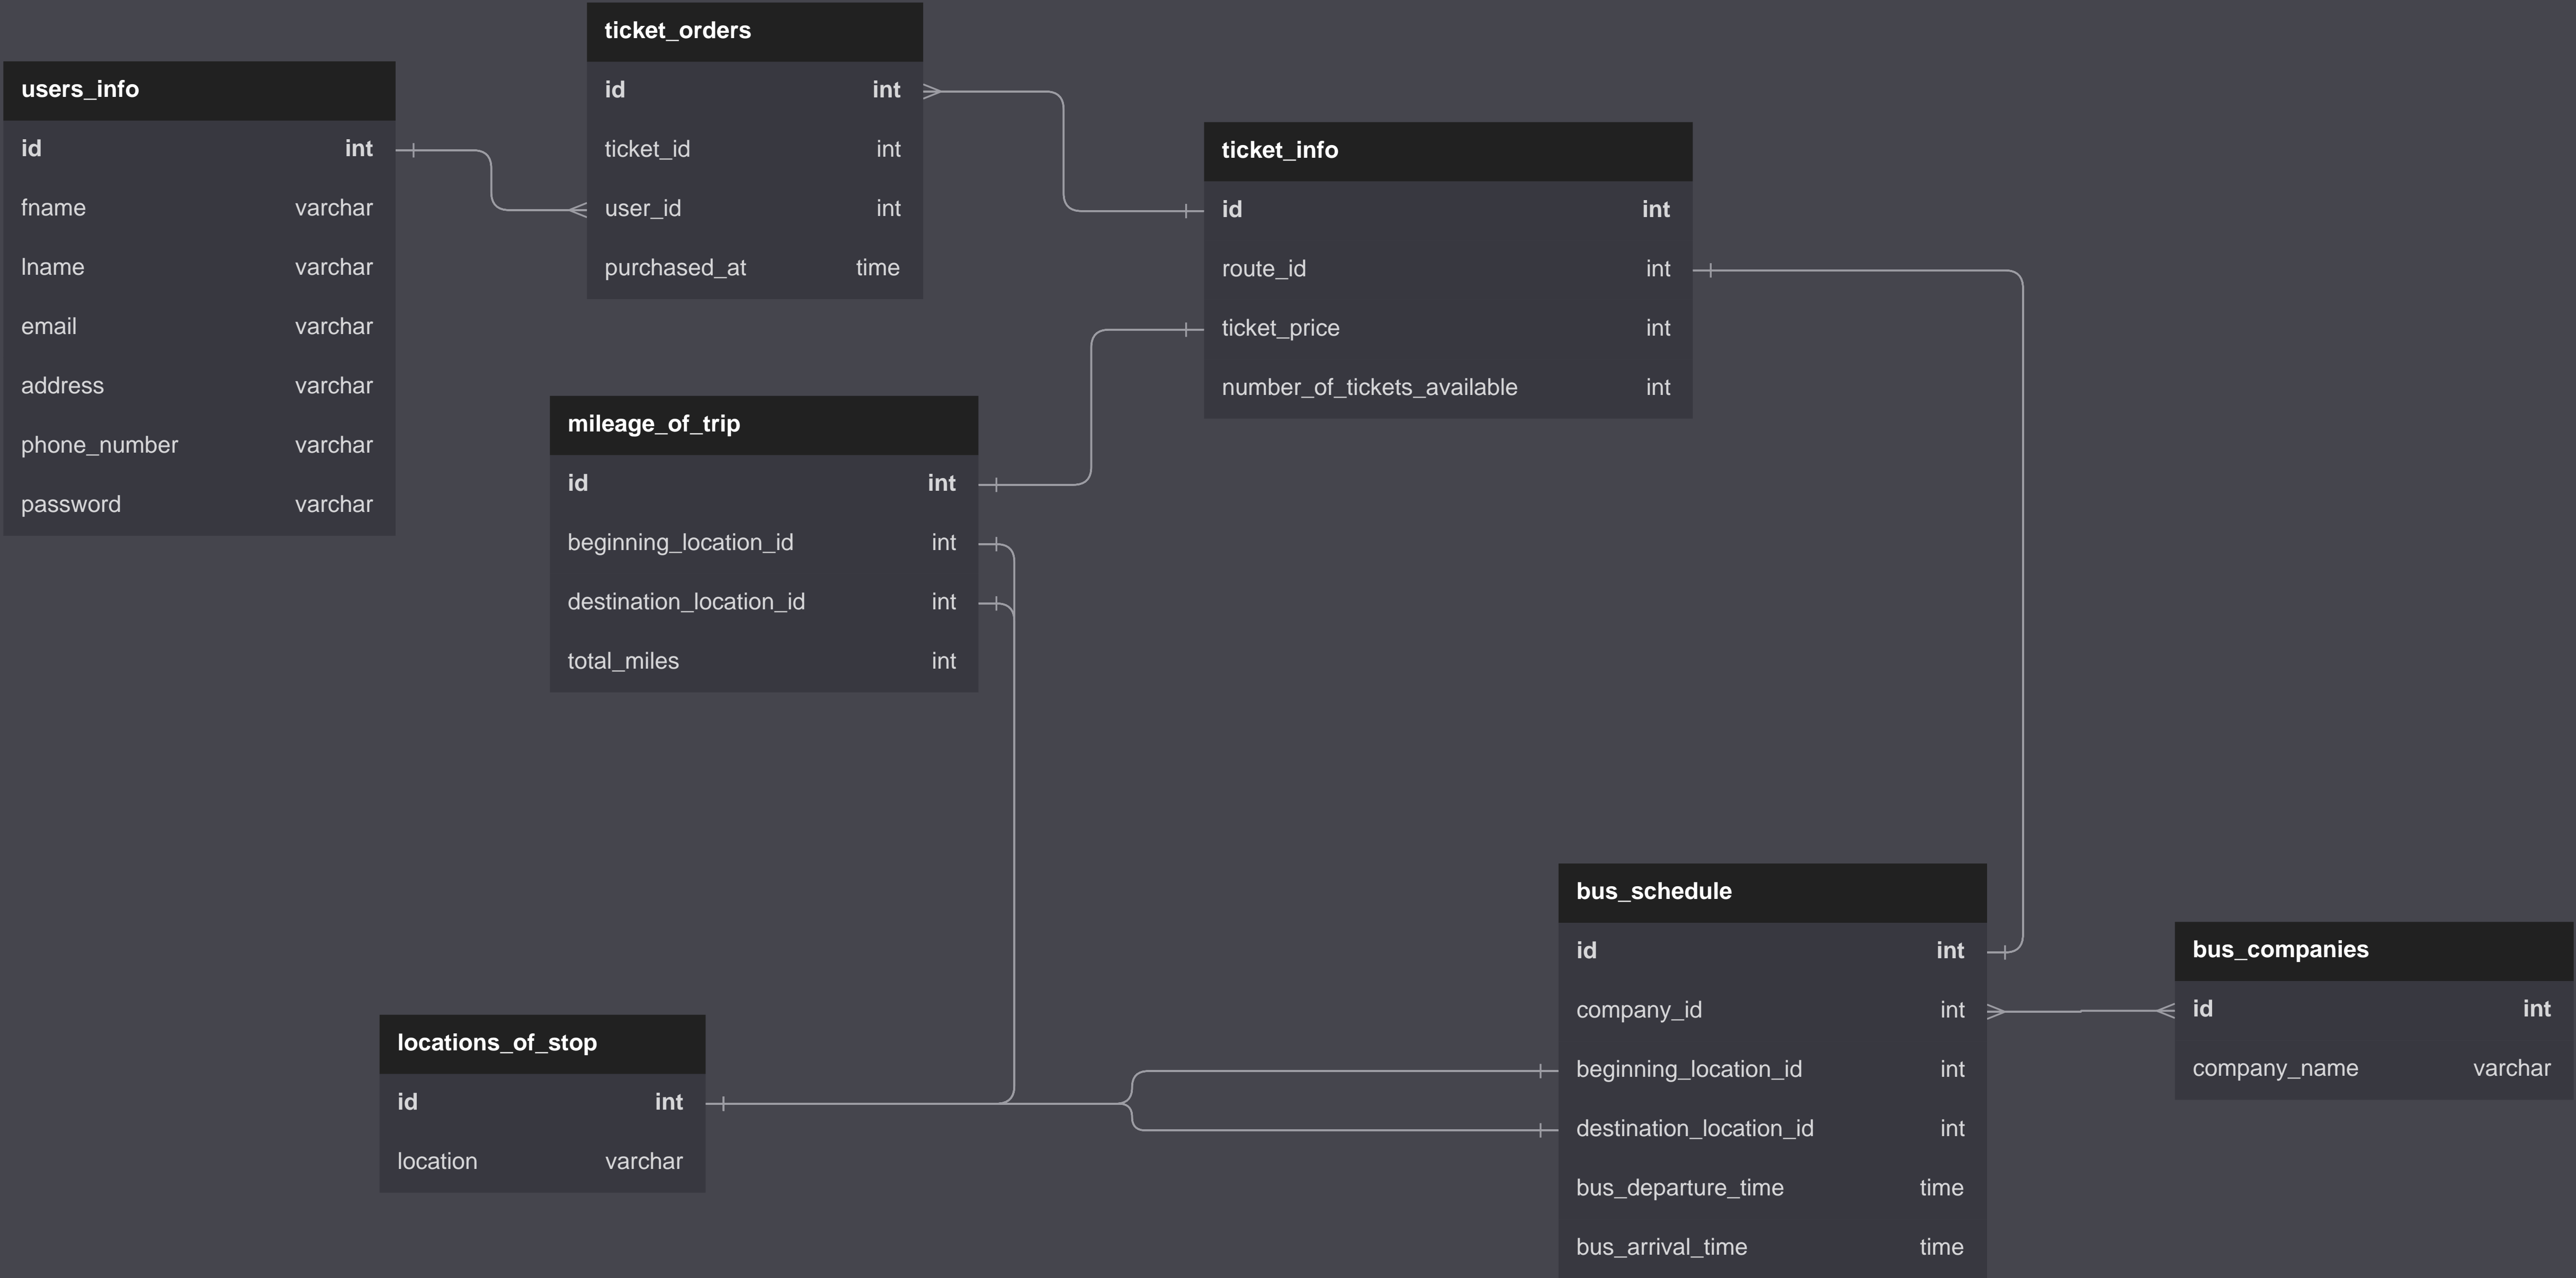 ticket_orders
id int
ticket_id int
user_id int
purchased_at time
users_info
id int
fname varchar
lname varchar
email varchar
address varchar
phone_number varchar
password varchar
ticket_info
id int
route_id int
ticket_price int
number_of_tickets_available int
mileage_of_trip
id int
beginning_location_id int
destination_location_id int
total_miles int
bus_schedule
id int
company_id int
beginning_location_id int
destination_location_id int
bus_departure_time time
bus_arrival_time time
bus_companies
id int
company_name varchar
locations_of_stop
id int
location varchar